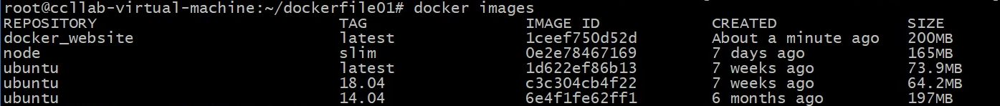 root@ccllab-virtual-machine:~/dockerfile01# docker images
REPOSITORY TAG IMAGE ID CREATED SIZE
docker_website latest 1ceef750d52d About a minute ago 200MB
node slim 0e2e78467169 7 days ago 165MB
ubuntu latest 1d622ef86b13 7 weeks ago 73.9MB
ubuntu 18.04 c3c304cb4f22 7 weeks ago 64.2MB
ubuntu 14.04 6e4f1fe62ff1 6 months ago 197MB